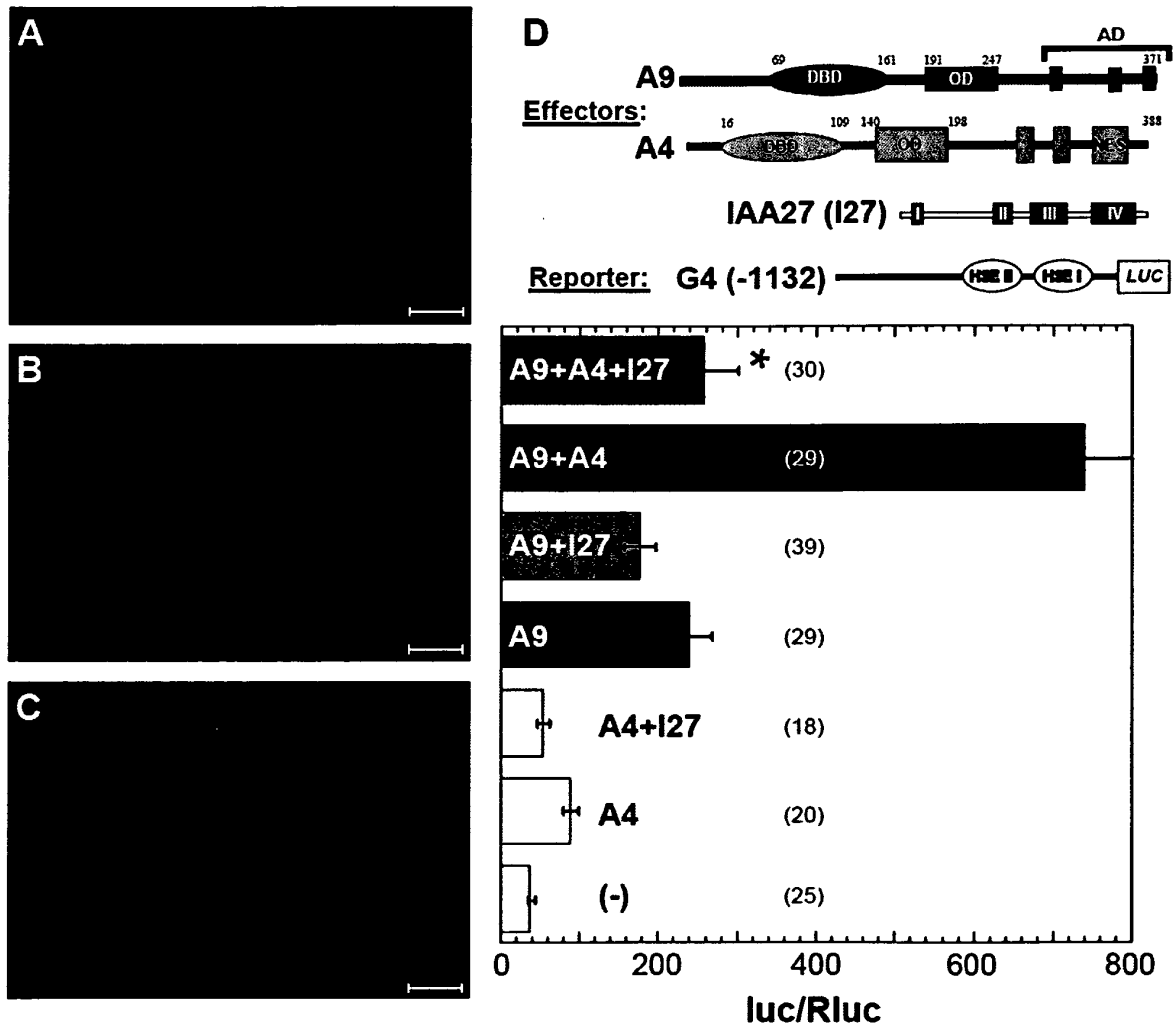 A
B
C
D
AD
69 161 191 247 371
A9 DBD OD
Effectors:
16 109 140 198 388
A4 DBD OD NES
IAA27 (I27) I II III IV
Reporter: G4 (-1132) HSE II HSE I LUC
A9+A4+I27 * (30)
A9+A4 (29)
A9+I27 (39)
A9 (29)
A4+I27 (18)
A4 (20)
(-) (25)
0 200 400 600 800
luc/Rluc